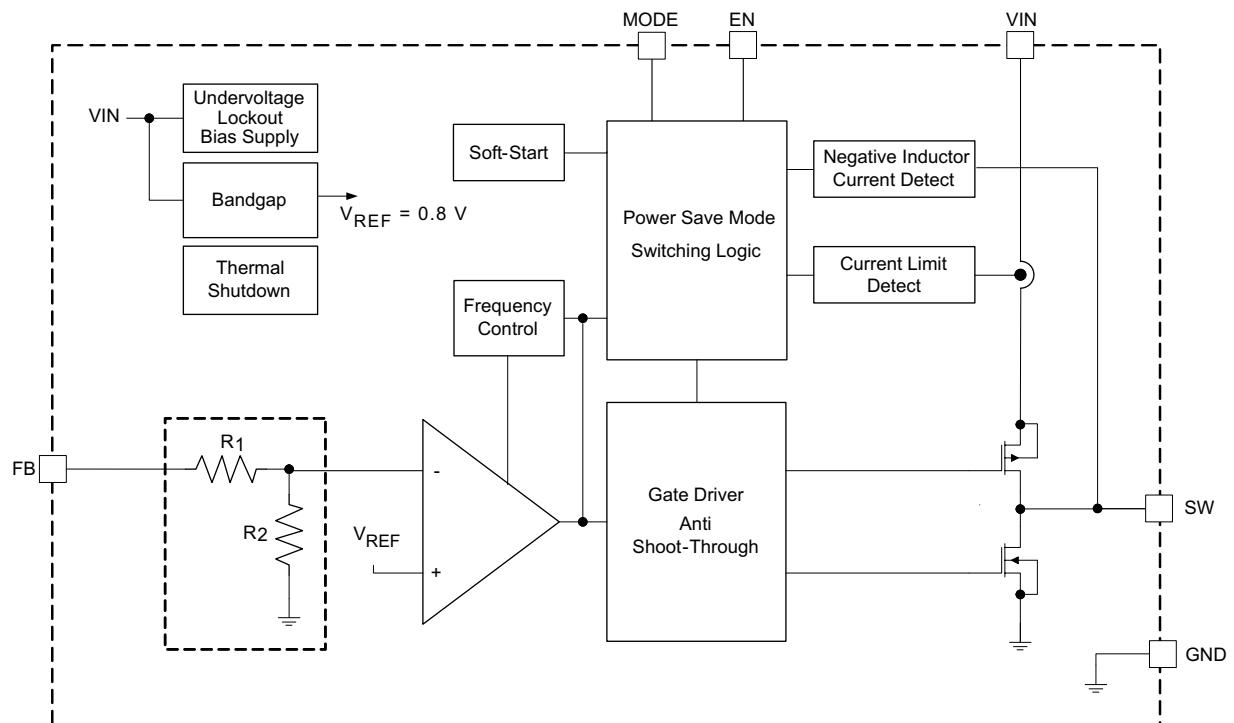 MODE
EN
VIN
VIN
Undervoltage
Lockout
Bias Supply
Soft-Start
Negative Inductor
Current Detect
Bandgap
VREF = 0.8 V
Power Save Mode
Switching Logic
Thermal
Shutdown
Current Limit
Detect
Frequency
Control
FB
R1
R2
-
VREF
+
Gate Driver
Anti
Shoot-Through
SW
GND